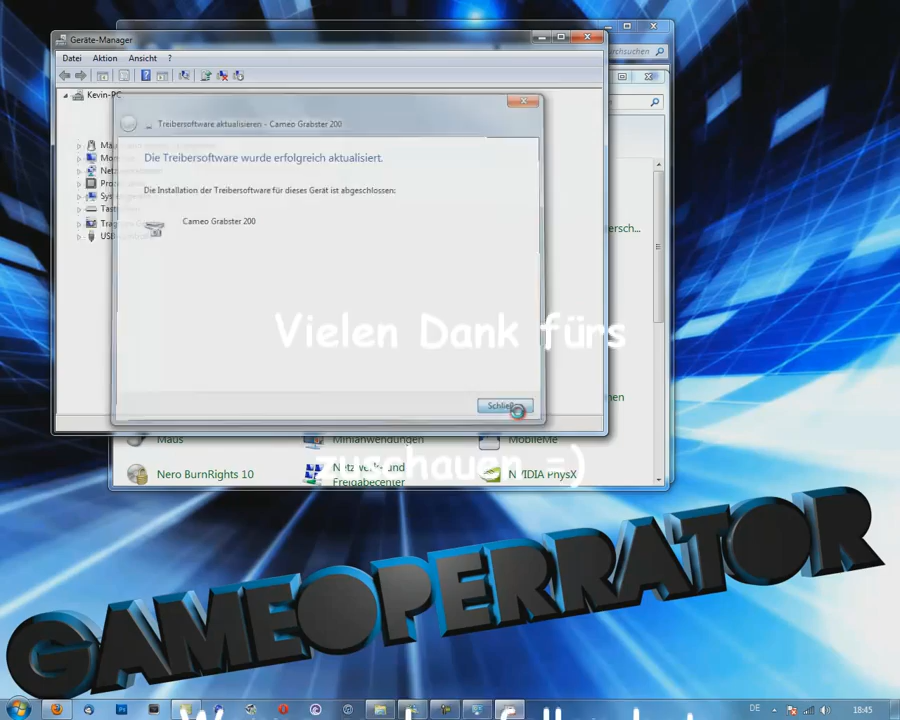 Geräte-Manager
Datei Aktion Ansicht ?
Kevin-PC
Treibersoftware aktualisieren - Cameo Grabster 200
Die Treibersoftware wurde erfolgreich aktualisiert.
Die Installation der Treibersoftware für dieses Gerät ist abgeschlossen:
Cameo Grabster 200
Vielen Dank fürs
zuschauen =)
Maus
Minianwendungen
MobileMe
Nero BurnRights 10
Netzwerk- und
Freigabecenter
NVIDIA PhysX
GAMEOPERRATOR
DE
18:45